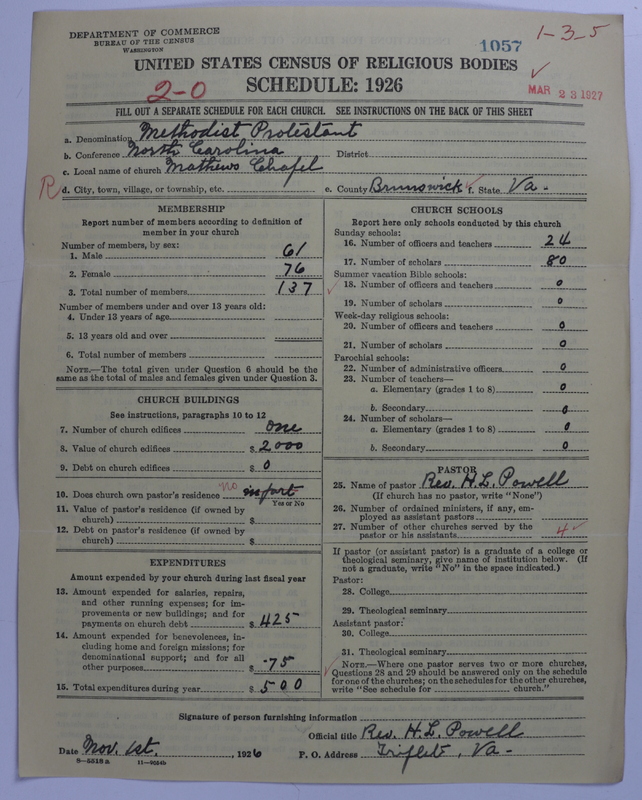 DEPARTMENT OF COMMERCE
BUREAU OF THE CENSUS
WASHINGTON
1057
1-3-5
UNITED STATES CENSUS OF RELIGIOUS BODIES
MAR 23 1927
2-0
SCHEDULE: 1926
FILL OUT A SEPARATE SCHEDULE FOR EACH CHURCH. SEE INSTRUCTIONS ON THE BACK OF THIS SHEET
a. Denomination Methodist Protestant
b. Conference North Carolina District
c. Local name of church Mathews Chapel
R d. City, town, village, or township, etc. e. County Brunswick f. State Va-
MEMBERSHIP
Report number of members according to definition of
member in your church
Number of members, by sex:
1. Male 61
2. Female 76
3. Total number of members 137
Number of members under and over 13 years old:
4. Under 13 years of age
5. 13 years old and over
6. Total number of members
NOTE.—The total given under Question 6 should be the
same as the total of males and females given under Question 3.
CHURCH BUILDINGS
See instructions, paragraphs 10 to 12
7. Number of church edifices One
8. Value of church edifices $ 2000
9. Debt on church edifices $ 0
10. Does church own pastor's residence no in part
Yes or No
11. Value of pastor's residence (if owned by
church) $
12. Debt on pastor's residence (if owned by
church) $
EXPENDITURES
Amount expended by your church during last fiscal year
13. Amount expended for salaries, repairs,
and other running expenses; for im-
provements or new buildings; and for
payments on church debt $ 425
14. Amount expended for benevolences, in-
cluding home and foreign missions; for
denominational support; and for all
other purposes $ 75
15. Total expenditures during year $ 500
CHURCH SCHOOLS
Report here only schools conducted by this church
Sunday schools:
16. Number of officers and teachers 24
17. Number of scholars 80
Summer vacation Bible schools:
18. Number of officers and teachers 0
19. Number of scholars 0
Week-day religious schools:
20. Number of officers and teachers 0
21. Number of scholars 0
Parochial schools:
22. Number of administrative officers 0
23. Number of teachers—
a. Elementary (grades 1 to 8) 0
b. Secondary 0
24. Number of scholars—
a. Elementary (grades 1 to 8) 0
b. Secondary 0
PASTOR
25. Name of pastor Rev. H.L. Powell
(If church has no pastor, write "None")
26. Number of ordained ministers, if any, em-
ployed as assistant pastors
27. Number of other churches served by the
pastor or his assistants 4
If pastor (or assistant pastor) is a graduate of a college or
theological seminary, give name of institution below. (If
not a graduate, write "No" in the space indicated.)
Pastor:
28. College
29. Theological seminary
Assistant pastor:
30. College
31. Theological seminary
NOTE.—Where one pastor serves two or more churches,
Questions 28 and 29 should be answered only on the schedule
for one of the churches; on the schedules for the other churches,
write "See schedule for church."
Signature of person furnishing information
Official title Rev. H. L. Powell
Date Nov. 1st. , 1926 P. O. Address Triplett, Va-
8—5518 a 11—9054b